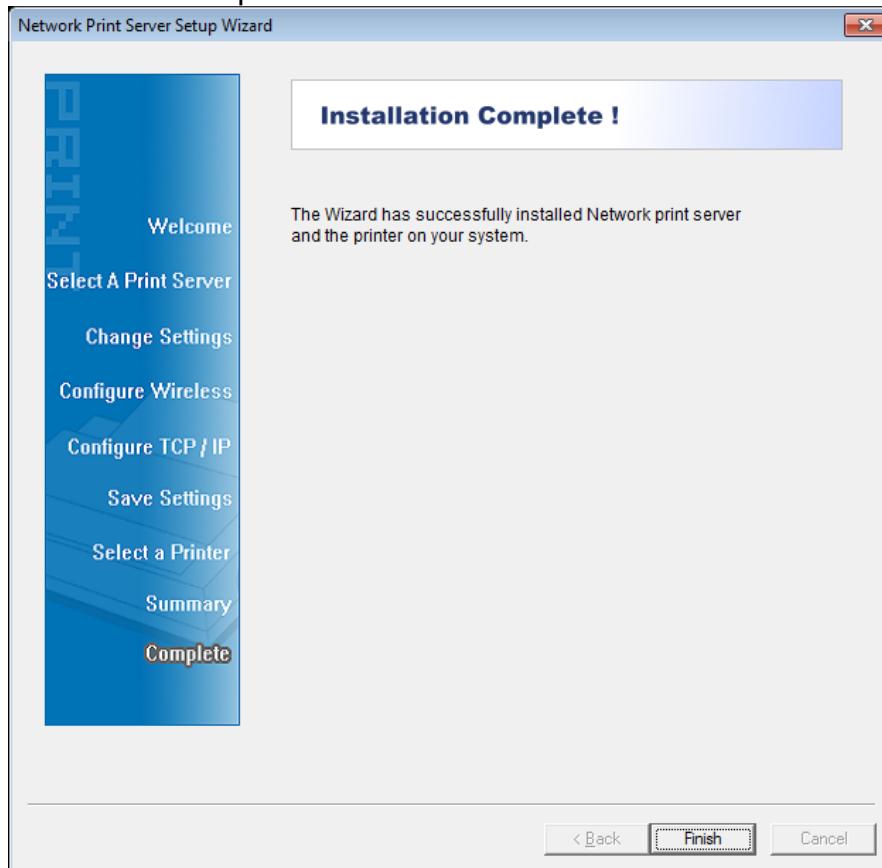 Network Print Server Setup Wizard
PRINT
Installation Complete !
The Wizard has successfully installed Network print server
and the printer on your system.
Welcome
Select A Print Server
Change Settings
Configure Wireless
Configure TCP / IP
Save Settings
Select a Printer
Summary
Complete
< Back
Finish
Cancel